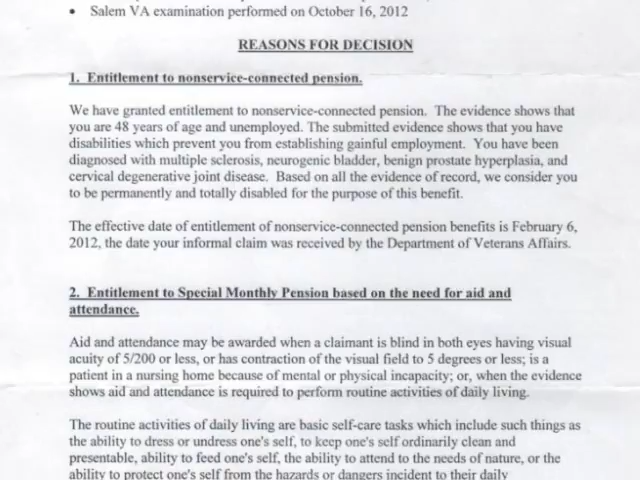 • Salem VA examination performed on October 16, 2012
REASONS FOR DECISION
1. Entitlement to nonservice-connected pension.
We have granted entitlement to nonservice-connected pension. The evidence shows that
you are 48 years of age and unemployed. The submitted evidence shows that you have
disabilities which prevent you from establishing gainful employment. You have been
diagnosed with multiple sclerosis, neurogenic bladder, benign prostate hyperplasia, and
cervical degenerative joint disease. Based on all the evidence of record, we consider you
to be permanently and totally disabled for the purpose of this benefit.
The effective date of entitlement of nonservice-connected pension benefits is February 6,
2012, the date your informal claim was received by the Department of Veterans Affairs.
2. Entitlement to Special Monthly Pension based on the need for aid and
attendance.
Aid and attendance may be awarded when a claimant is blind in both eyes having visual
acuity of 5/200 or less, or has contraction of the visual field to 5 degrees or less; is a
patient in a nursing home because of mental or physical incapacity; or, when the evidence
shows aid and attendance is required to perform routine activities of daily living.
The routine activities of daily living are basic self-care tasks which include such things as
the ability to dress or undress one's self, to keep one's self ordinarily clean and
presentable, ability to feed one's self, the ability to attend to the needs of nature, or the
ability to protect one's self from the hazards or dangers incident to their daily